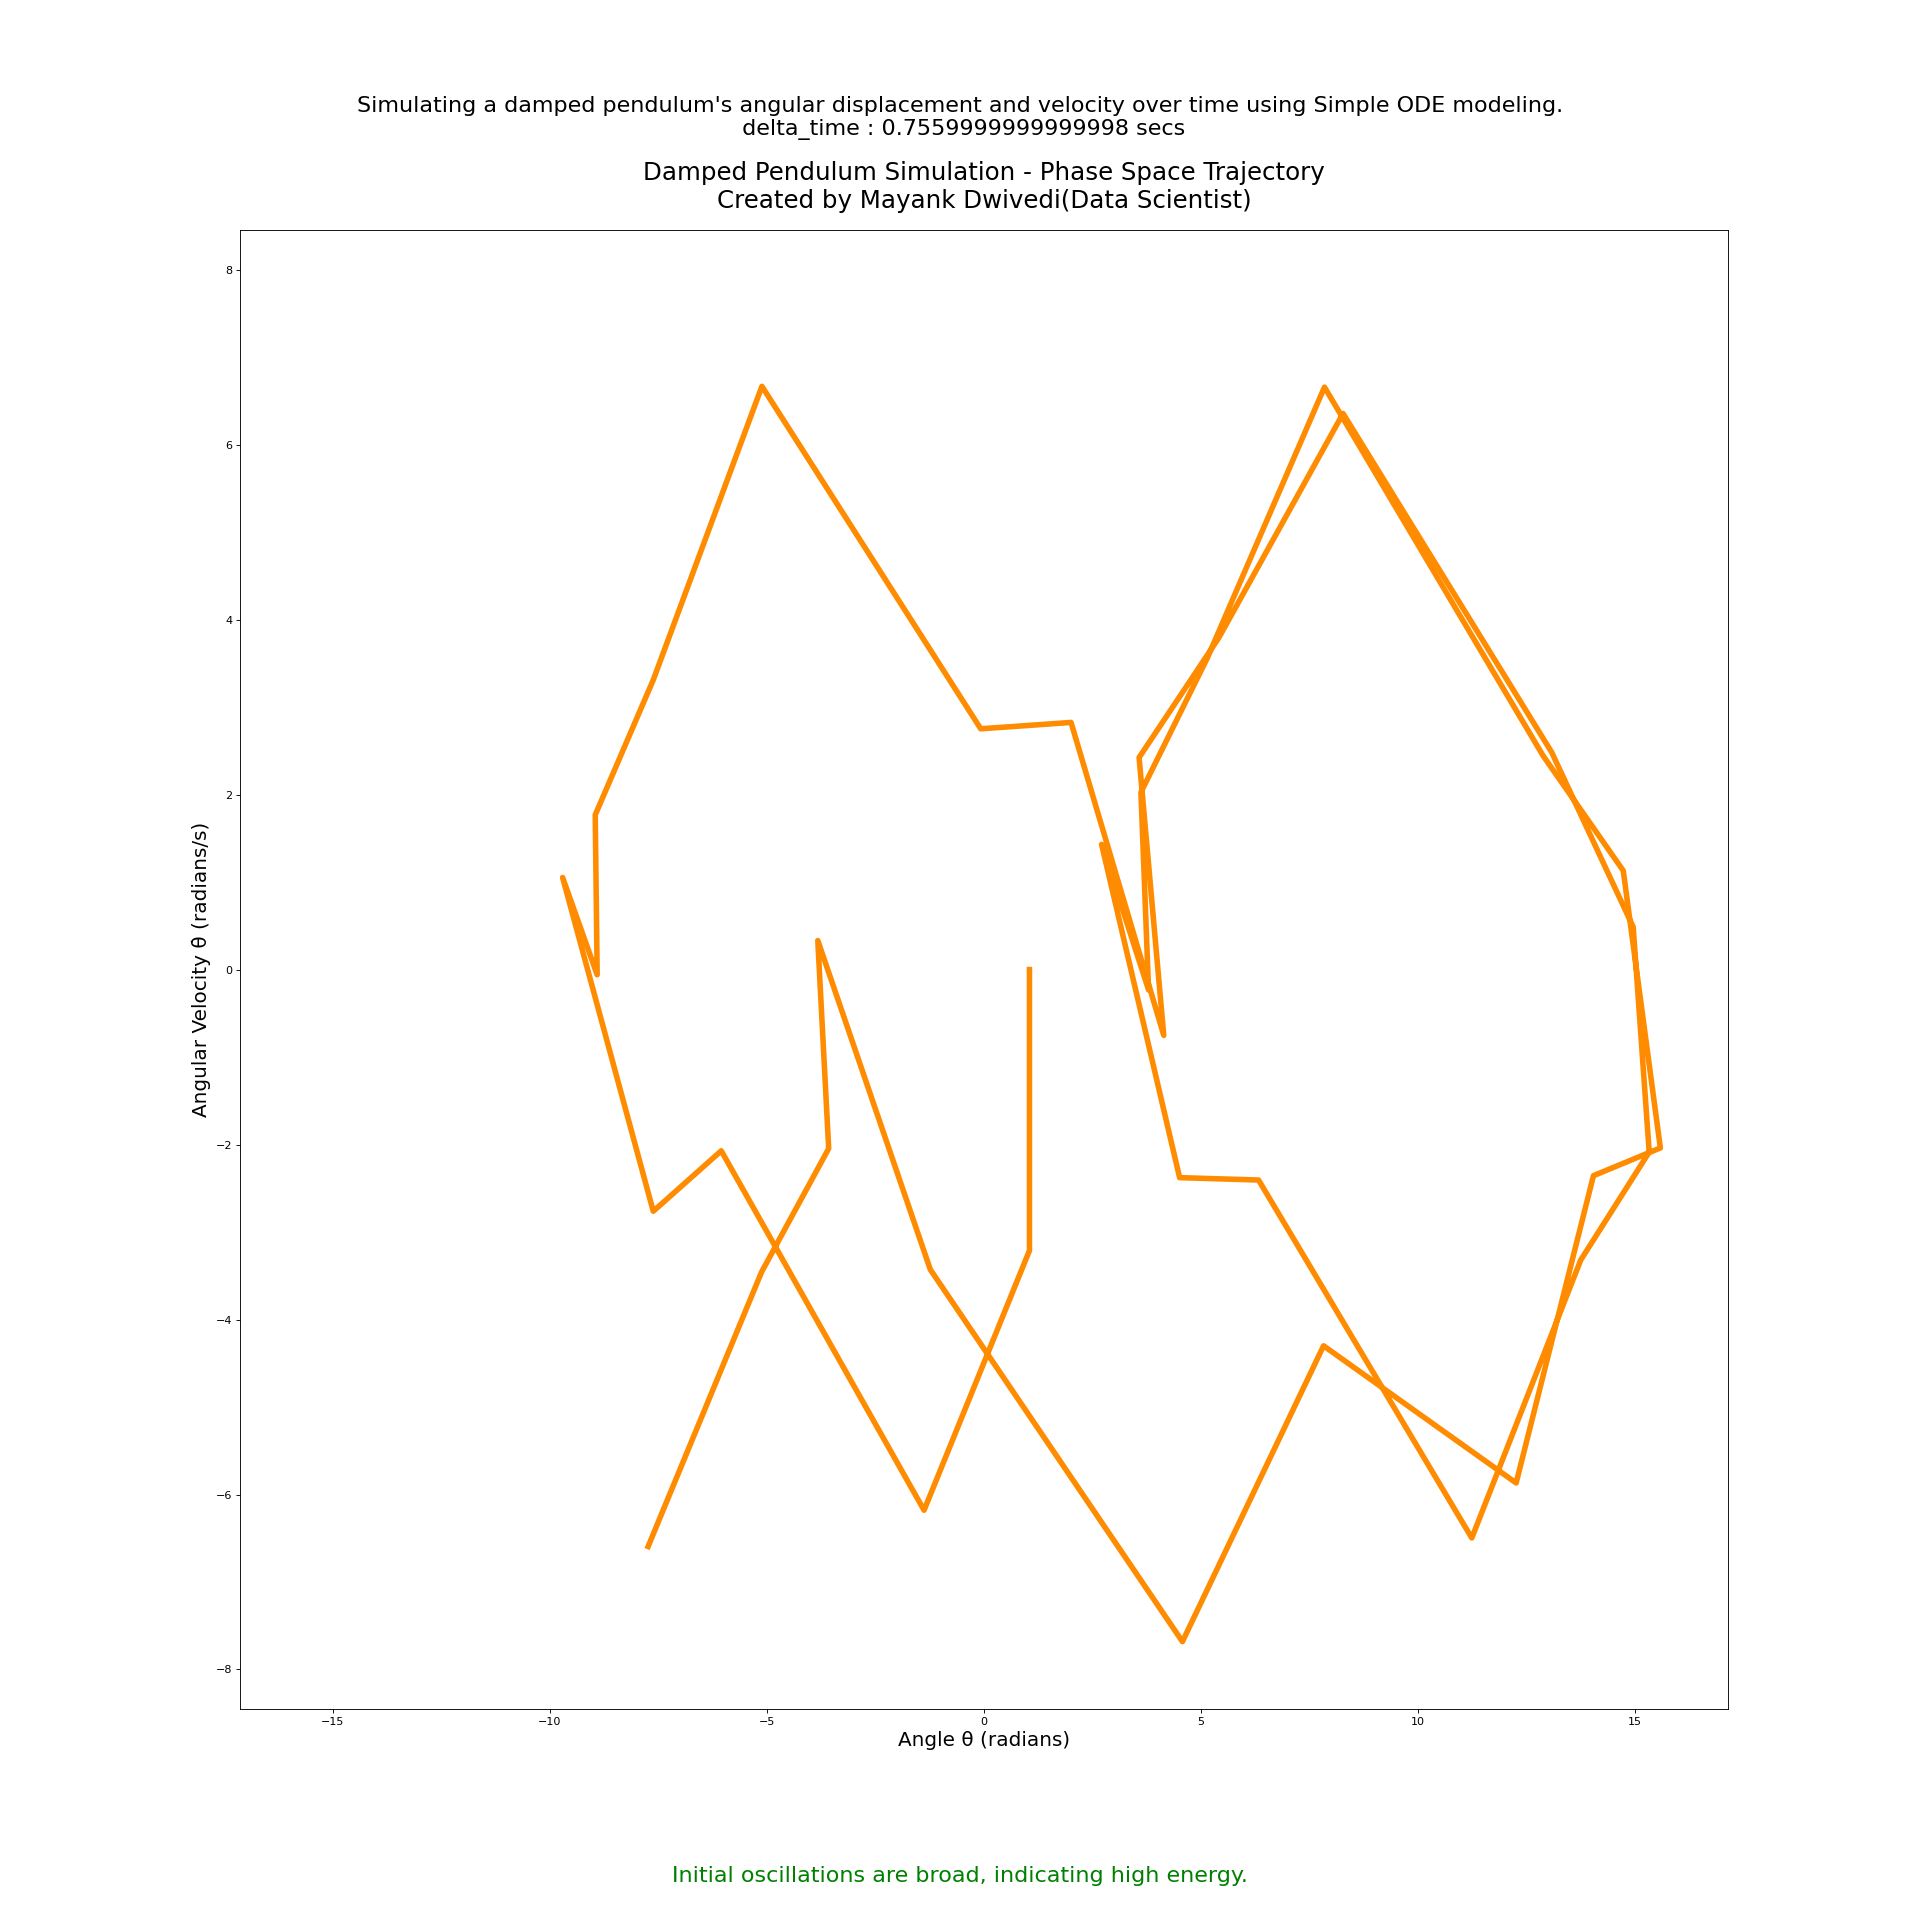 Simulating a damped pendulum's angular displacement and velocity over time using Simple ODE modeling.
delta_time : 0.7559999999999998 secs
Damped Pendulum Simulation - Phase Space Trajectory
Created by Mayank Dwivedi(Data Scientist)
8
6
4
2
0
−2
−4
−6
−8
Angular Velocity θ (radians/s)
−15
−10
−5
0
5
10
15
Angle θ (radians)
Initial oscillations are broad, indicating high energy.